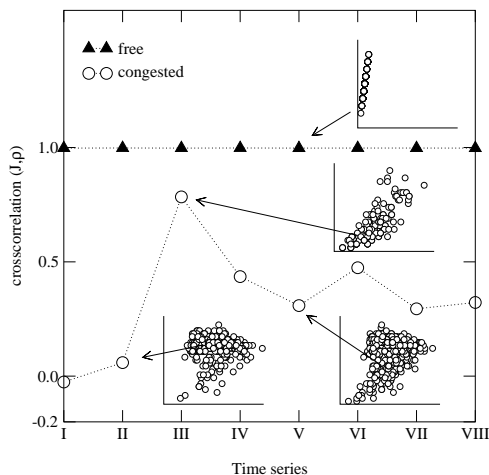 free
congested
crosscorrelation (J,ρ)
1.0
0.5
0.0
-0.2
I II III IV V VI VII VIII
Time series